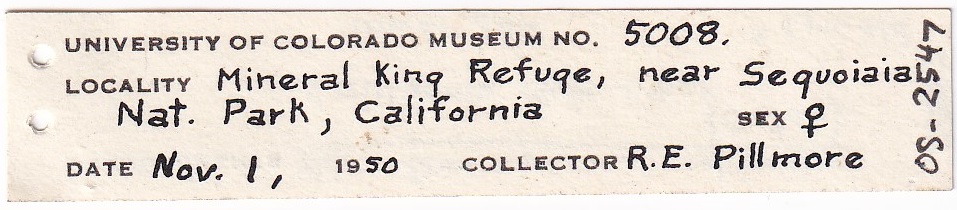 UNIVERSITY OF COLORADO MUSEUM NO. 5008.
LOCALITY Mineral King Refuge, near Sequoiaia
Nat. Park, California SEX ♀
DATE Nov. 1, 1950 COLLECTOR R.E. Pillmore
OS-2547